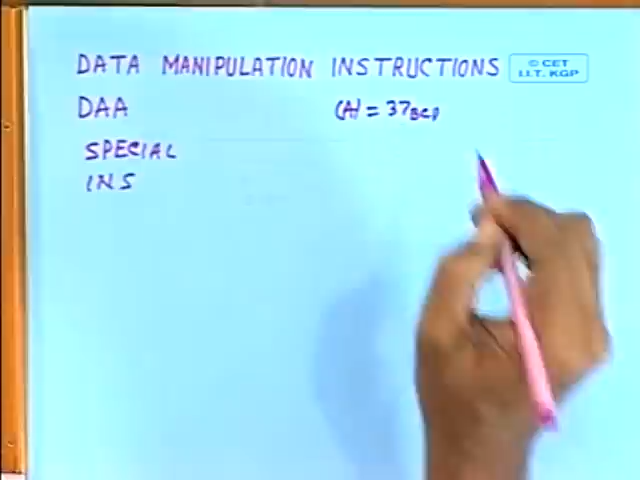 DATA MANIPULATION INSTRUCTIONS
© CET
I.I.T. KGP
DAA (A) = 37BCD
SPECIAL
INS